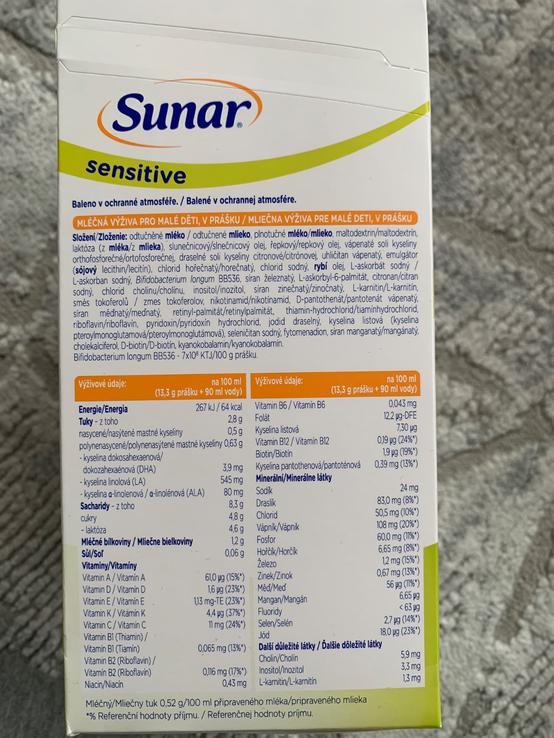 Sunar®
sensitive
Baleno v ochranné atmosféře. / Balené v ochrannej atmosfére.
MLÉČNÁ VÝŽIVA PRO MALÉ DĚTI, V PRÁŠKU / MLIEČNA VÝŽIVA PRE MALÉ DETI, V PRÁŠKU
Složení/Zloženie: odtučněné mléko / odtučnené mlieko, plnotučné mléko/mlieko, maltodextrin/maltodextrín,
laktóza (z mléka/z mlieka), slunečnicový/slnečnicový olej, řepkový/repkový olej, vápenaté soli kyseliny
orthofosforečné/ortofosforečnej, draselné soli kyseliny citronové/citrónovej, uhličitan vápenatý, emulgátor
(sójový lecithin/lecitín), chlorid hořečnatý/horečnatý, chlorid sodný, rybí olej, L-askorbát sodný /
L-askorban sodný, Bifidobacterium longum BB536, síran železnatý, L-askorbyl-6-palmitát, citronan/citran
sodný, chlorid cholinu/cholínu, inositol/inozitol, síran zinečnatý/zinočnatý, L-karnitin/L-karnitín,
směs tokoferolů / zmes tokoferolov, nikotinamid/nikotínamid, D-pantothenát/pantotenát vápenatý,
síran měďnatý/meďnatý, retinyl-palmitát/retinylpalmitát, thiamin-hydrochlorid/tiamínhydrochlorid,
riboflavin/riboflavín, pyridoxin/pyridoxín hydrochlorid, jodid draselný, kyselina listová (kyselina
pteroylmonoglutamová/pteroylmonoglutámová), seleničitan sodný, fytomenadion, síran manganatý/mangánatý,
cholekalciferol, D-biotin/D-biotín, kyanokobalamin/kyanokobalamín.
Bifidobacterium longum BB536 - 7x10⁸ KTJ/100 g prášku.
Výživové údaje: na 100 ml
(13,3 g prášku + 90 ml vody)
Energie/Energia 267 kJ / 64 kcal
Tuky - z toho 2,8 g
nasycené/nasýtené mastné kyseliny 0,5 g
polynenasycené/polynenasýtené mastné kyseliny 0,63 g
- kyselina dokosahexaenová/
dokozahexaénová (DHA) 3,9 mg
- kyselina linolová (LA) 545 mg
- kyselina α-linolenová / α-linolénová (ALA) 80 mg
Sacharidy - z toho 8,3 g
cukry 4,8 g
- laktóza 4,6 g
Mléčné bílkoviny / Mliečne bielkoviny 1,2 g
Sůl/Soľ 0,06 g
Vitaminy/Vitamíny
Vitamin A / Vitamín A 61,0 µg (15%*)
Vitamin D / Vitamín D 1,6 µg (23%*)
Vitamin E / Vitamín E 1,13 mg-TE (23%*)
Vitamin K / Vitamín K 4,4 µg (37%*)
Vitamin C / Vitamín C 11 mg (24%*)
Vitamin B1 (Thiamin) /
Vitamín B1 (Tiamín) 0,065 mg (13%*)
Vitamin B2 (Riboflavin) /
Vitamín B2 (Riboflavín) 0,116 mg (17%*)
Niacin/Niacín 0,43 mg
Výživové údaje: na 100 ml
(13,3 g prášku + 90 ml vody)
Vitamin B6 / Vitamín B6 0,043 mg
Folát 12,2 µg-DFE
Kyselina listová 7,30 µg
Vitamin B12 / Vitamín B12 0,19 µg (24%*)
Biotin/Biotín 1,9 µg (19%*)
Kyselina pantothenová/pantoténová 0,39 mg (13%*)
Minerální/Minerálne látky
Sodík 24 mg
Draslík 83,0 mg (8%*)
Chlorid 50,5 mg (10%*)
Vápník/Vápnik 108 mg (20%*)
Fosfor 60,0 mg (11%*)
Hořčík/Horčík 6,65 mg (8%*)
Železo 1,2 mg (15%*)
Zinek/Zinok 0,67 mg (13%*)
Měď/Meď 56 µg (11%*)
Mangan/Mangán 6,65 µg
Fluoridy < 63 µg
Selen/Selén 2,7 µg (14%*)
Jód 18,0 µg (23%*)
Další důležité látky / Ďalšie dôležité látky
Cholin/Cholín 5,9 mg
Inositol/Inozitol 3,3 mg
L-karnitin/L-karnitín 1,3 mg
Mléčný/Mliečny tuk 0,52 g/100 ml připraveného mléka/pripraveného mlieka
*% Referenční hodnoty příjmu. / Referenčnej hodnoty príjmu.